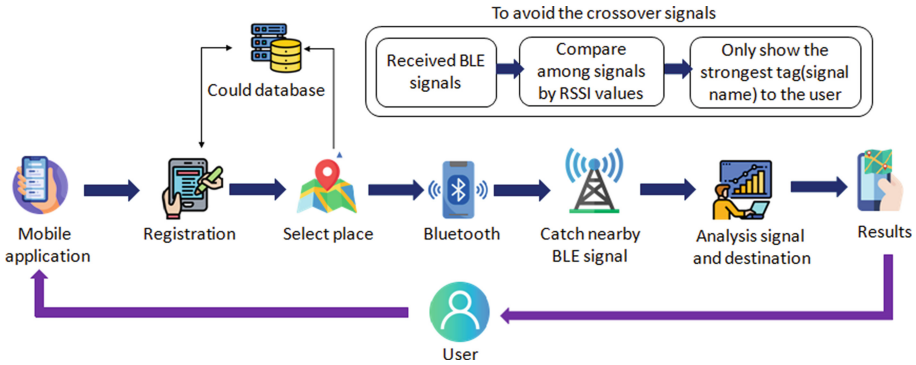 To avoid the crossover signals
Received BLE
signals
Compare
among signals
by RSSI values
Only show the
strongest tag(signal
name) to the user
Could database
Mobile
application
Registration
Select place
Bluetooth
Catch nearby
BLE signal
Analysis signal
and destination
Results
User